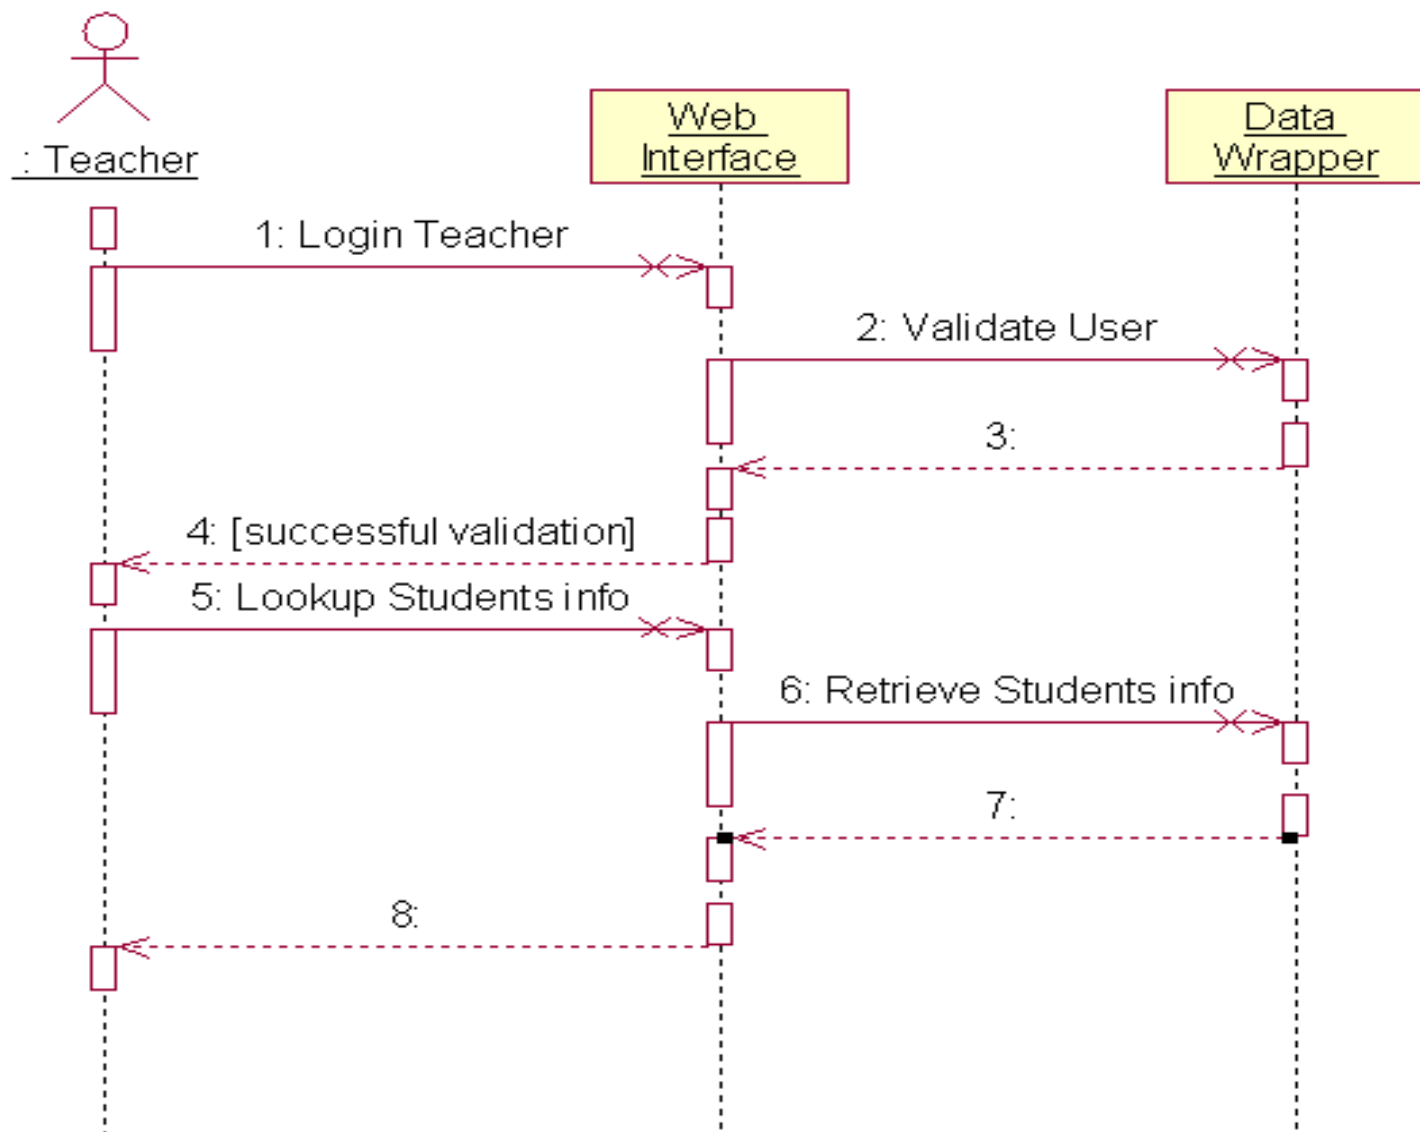 : Teacher
Web
Interface
Data
Wrapper
1: Login Teacher
2: Validate User
3:
4: [successful validation]
5: Lookup Students info
6: Retrieve Students info
7:
8: